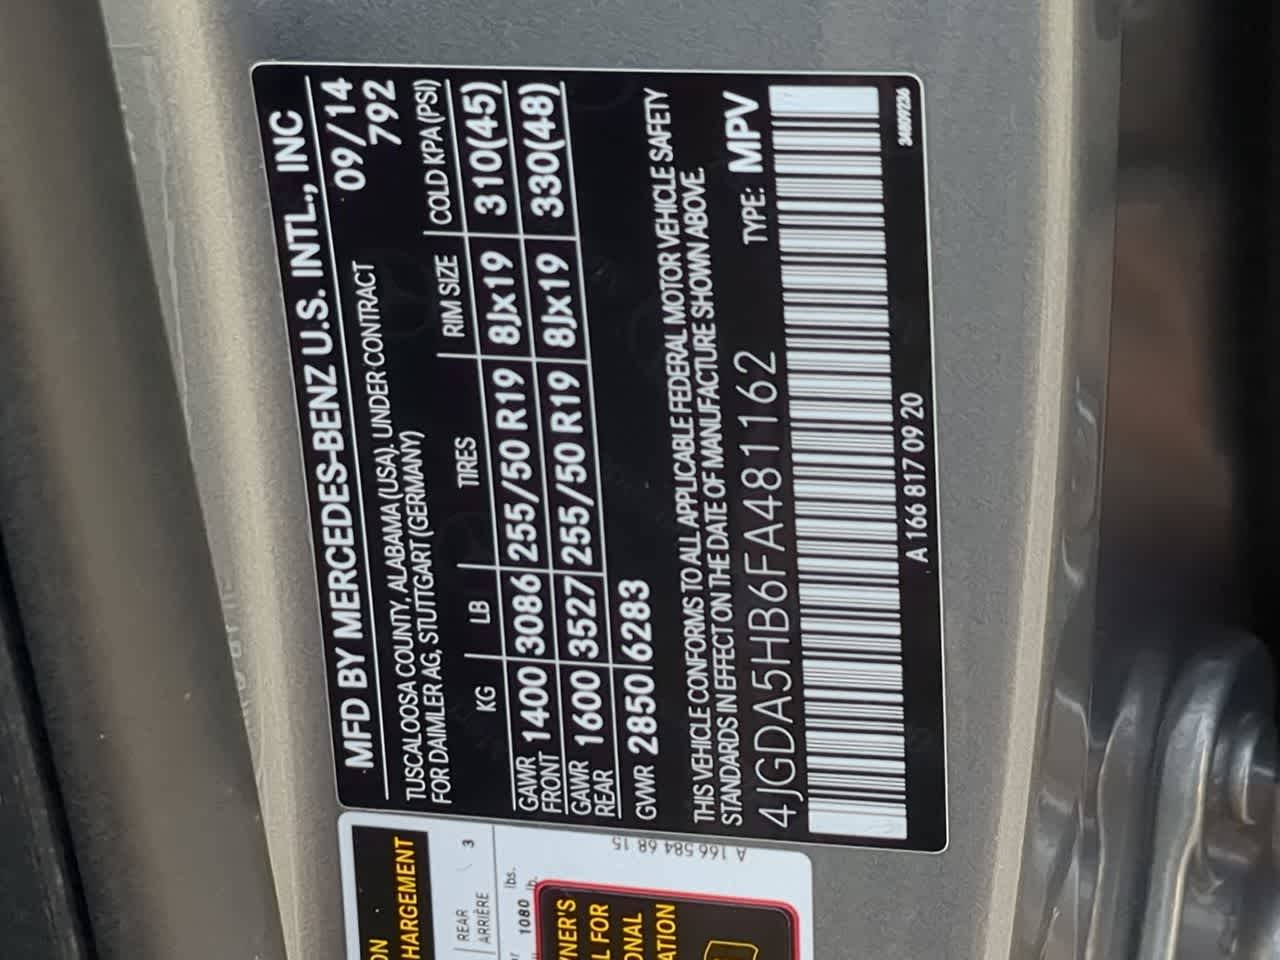 MFD BY MERCEDES-BENZ U.S. INTL., INC
09/14
TUSCALOOSA COUNTY, ALABAMA (USA). UNDER CONTRACT 792
FOR DAIMLER AG, STUTTGART (GERMANY)
KG LB TIRES RIM SIZE COLD KPA (PSI)
GAWR FRONT 1400 3086 255/50 R19 8Jx19 310(45)
GAWR REAR 1600 3527 255/50 R19 8Jx19 330(48)
GVWR 2850 6283
THIS VEHICLE CONFORMS TO ALL APPLICABLE FEDERAL MOTOR VEHICLE SAFETY
STANDARDS IN EFFECT ON THE DATE OF MANUFACTURE SHOWN ABOVE.
4JGDA5HB6FA481162 TYPE: MPV
A 166 817 09 20
HARGEMENT
REAR 3
ARRIÈRE
1080 lbs.
lb.
A 166 584 68 15
L FOR